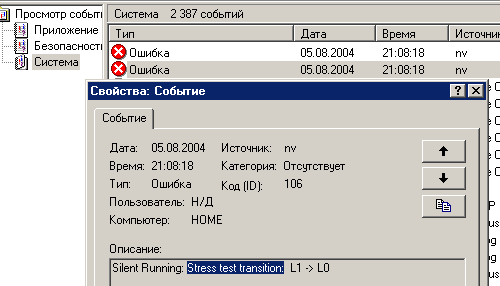 Просмотр событи
Приложение
Безопасност
Система
Система 2 387 событий
Тип Дата Время Источни
Ошибка 05.08.2004 21:08:18 nv
Ошибка 05.08.2004 21:08:18 nv
Свойства: Событие
Событие
Дата: 05.08.2004 Источник: nv
Время: 21:08:18 Категория: Отсутствует
Тип: Ошибка Код (ID): 106
Пользователь: Н/Д
Компьютер: HOME
Описание:
Silent Running: Stress test transition: L1 -> L0